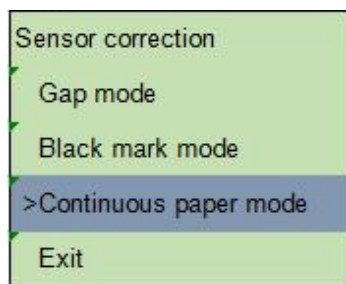 Sensor correction
Gap mode
Black mark mode
>Continuous paper mode
Exit